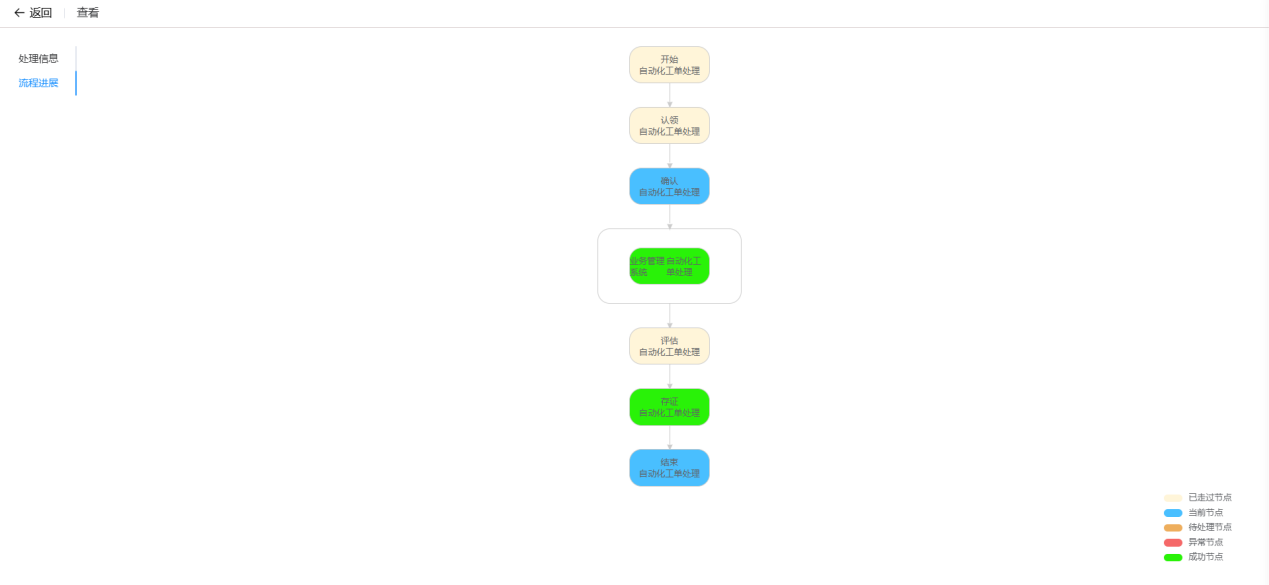 返回 查看
处理信息
流程进展
开始
自动化工单处理
认领
自动化工单处理
确认
自动化工单处理
业务管理 自动化工
系统 单处理
评估
自动化工单处理
存证
自动化工单处理
结束
自动化工单处理
已走过节点
当前节点
待处理节点
异常节点
成功节点